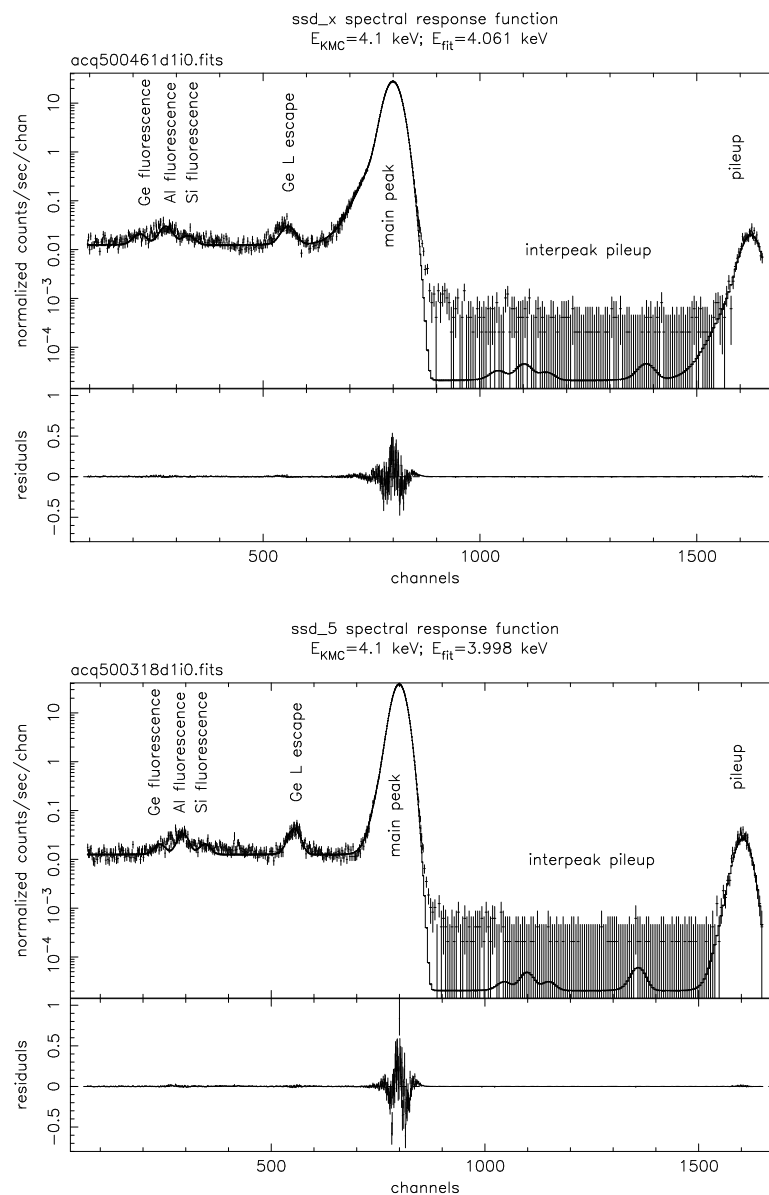 ssd_x spectral response function
E_KMC=4.1 keV; E_fit=4.061 keV
acq500461d1i0.fits
normalized counts/sec/chan
10
0.1
0.01
10^−3
10^−4
Ge fluorescence
Al fluorescence
Si fluorescence
Ge L escape
main peak
interpeak pileup
pileup
residuals
1
0.5
0
−0.5
500
1000
1500
channels
ssd_5 spectral response function
E_KMC=4.1 keV; E_fit=3.998 keV
acq500318d1i0.fits
normalized counts/sec/chan
10
0.1
0.01
10^−3
10^−4
Ge fluorescence
Al fluorescence
Si fluorescence
Ge L escape
main peak
interpeak pileup
pileup
residuals
1
0.5
0
−0.5
500
1000
1500
channels